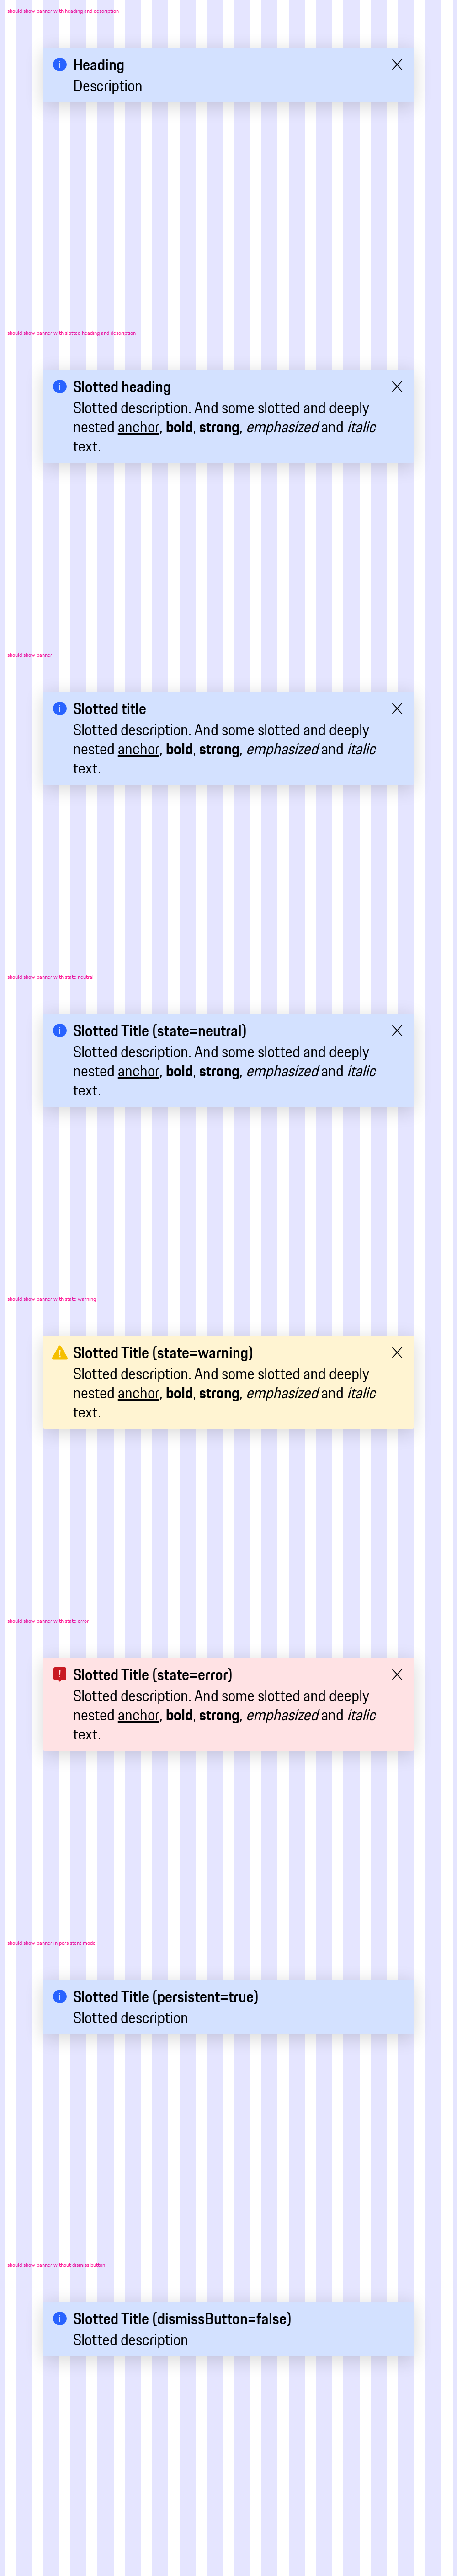 should show banner with heading and description
Heading
Description
should show banner with slotted heading and description
Slotted heading
Slotted description. And some slotted and deeply
nested anchor, bold, strong, emphasized and italic
text.
should show banner
Slotted title
Slotted description. And some slotted and deeply
nested anchor, bold, strong, emphasized and italic
text.
should show banner with state neutral
Slotted Title (state=neutral)
Slotted description. And some slotted and deeply
nested anchor, bold, strong, emphasized and italic
text.
should show banner with state warning
Slotted Title (state=warning)
Slotted description. And some slotted and deeply
nested anchor, bold, strong, emphasized and italic
text.
should show banner with state error
Slotted Title (state=error)
Slotted description. And some slotted and deeply
nested anchor, bold, strong, emphasized and italic
text.
should show banner in persistent mode
Slotted Title (persistent=true)
Slotted description
should show banner without dismiss button
Slotted Title (dismissButton=false)
Slotted description